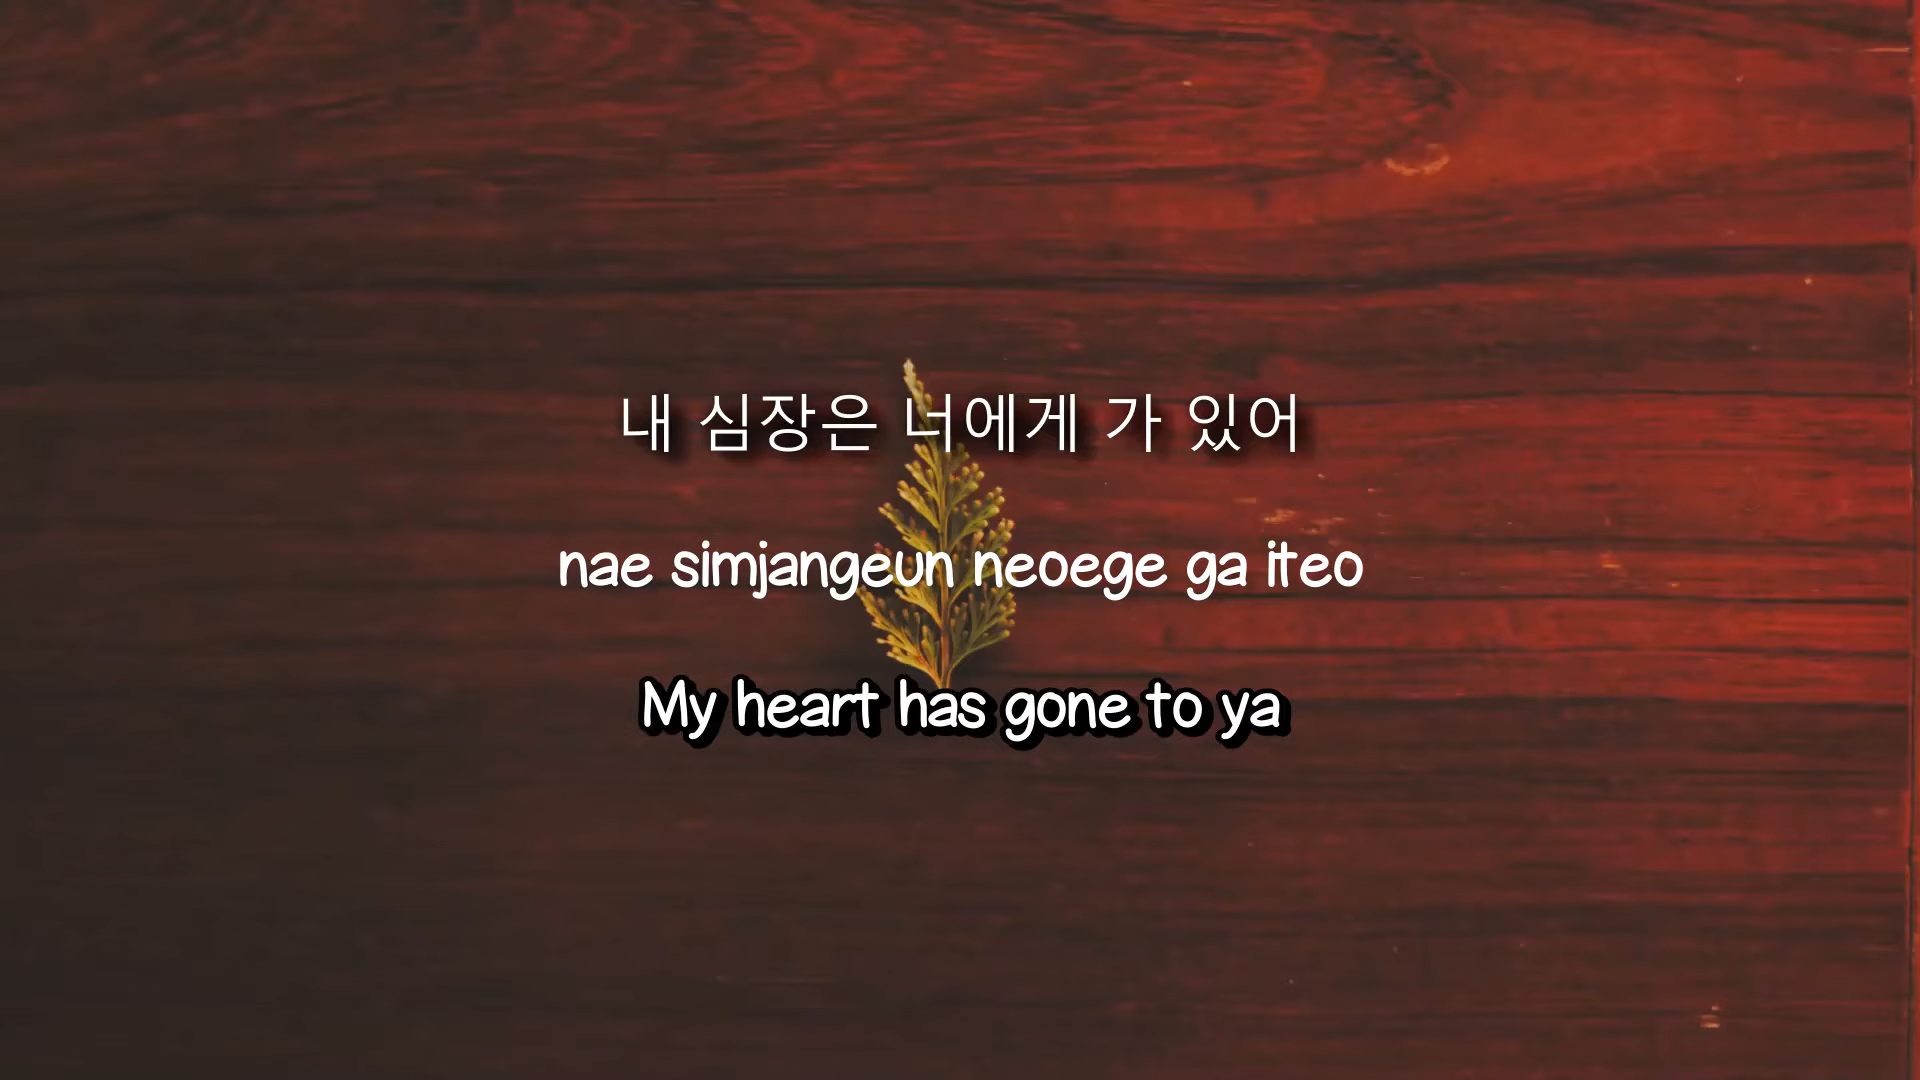 내 심장은 너에게 가 있어
nae simjangeun neoege ga iteo
My heart has gone to ya